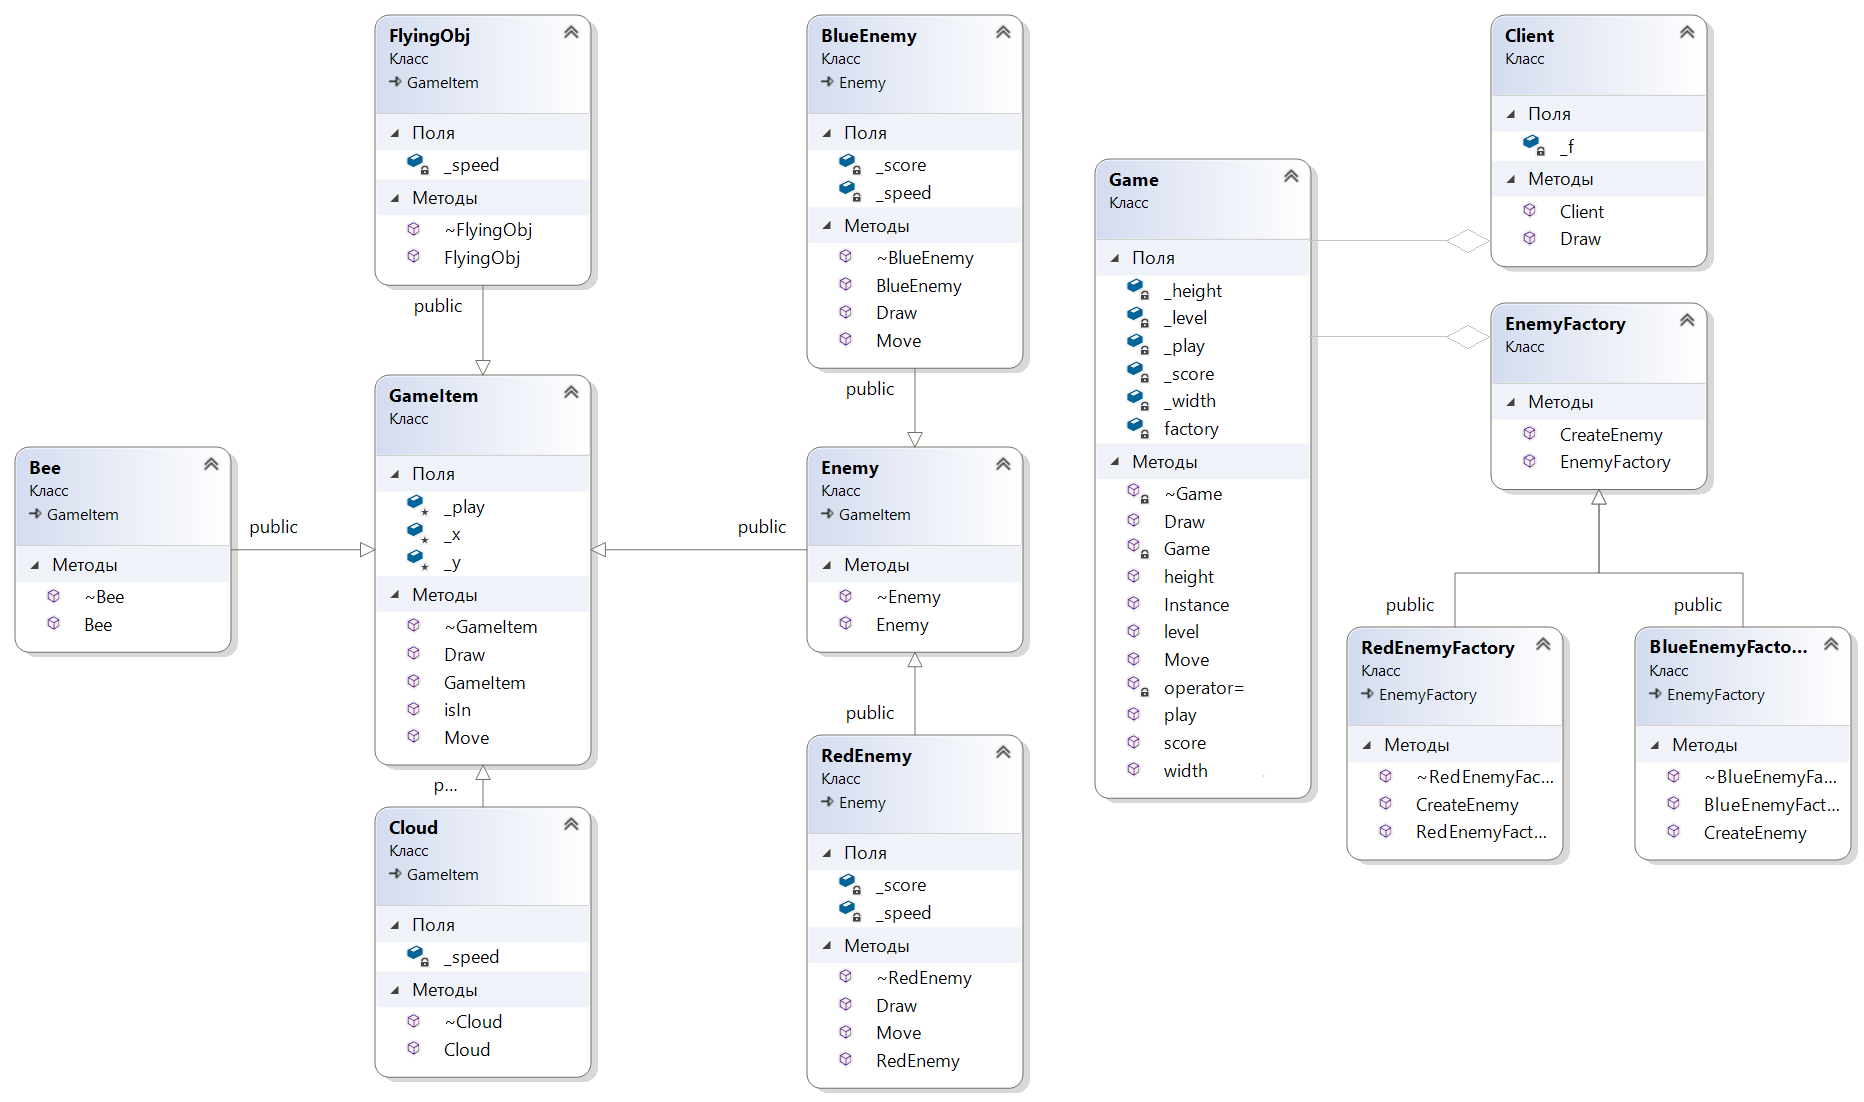 FlyingObj
Класс
GameItem
Поля
_speed
Методы
~FlyingObj
FlyingObj
public
BlueEnemy
Класс
Enemy
Поля
_score
_speed
Методы
~BlueEnemy
BlueEnemy
Draw
Move
public
Client
Класс
Поля
_f
Методы
Client
Draw
Game
Класс
Поля
_height
_level
_play
_score
_width
factory
Методы
~Game
Draw
Game
height
Instance
level
Move
operator=
play
score
width
EnemyFactory
Класс
Методы
CreateEnemy
EnemyFactory
GameItem
Класс
Поля
_play
_x
_y
Методы
~GameItem
Draw
GameItem
isIn
Move
Bee
Класс
GameItem
Методы
~Bee
Bee
public
Enemy
Класс
GameItem
Методы
~Enemy
Enemy
public
public
public
public
RedEnemyFactory
Класс
EnemyFactory
Методы
~RedEnemyFac...
CreateEnemy
RedEnemyFact...
BlueEnemyFacto...
Класс
EnemyFactory
Методы
~BlueEnemyFa...
BlueEnemyFact...
CreateEnemy
p...
Cloud
Класс
GameItem
Поля
_speed
Методы
~Cloud
Cloud
RedEnemy
Класс
Enemy
Поля
_score
_speed
Методы
~RedEnemy
Draw
Move
RedEnemy